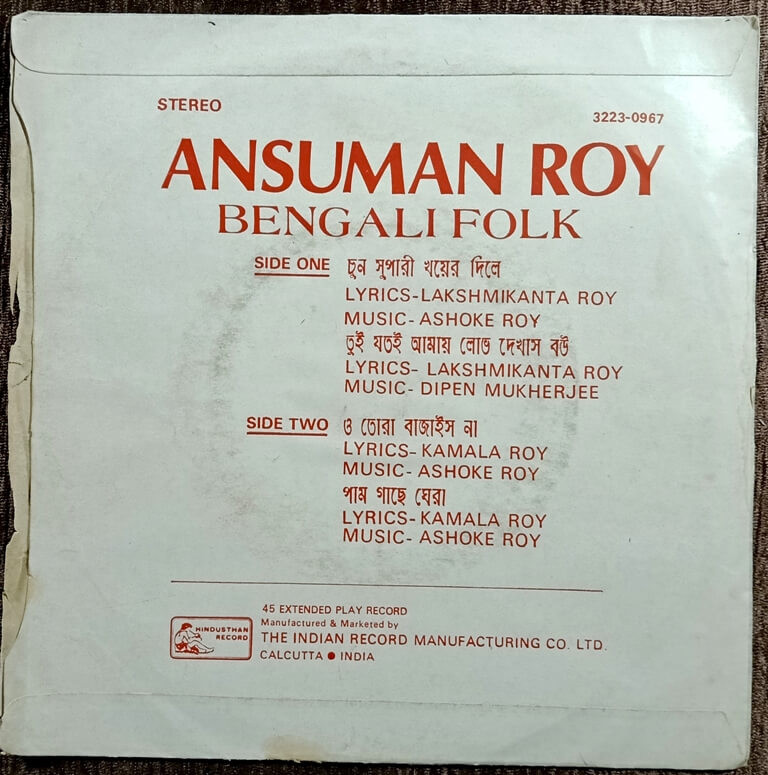 STEREO
3223-0967
ANSUMAN ROY
BENGALI FOLK
SIDE ONE চুন সুপারী খয়ের দিলে
LYRICS-LAKSHMIKANTA ROY
MUSIC- ASHOKE ROY
তুই যতই আমায় লোভ দেখাস বউ
LYRICS- LAKSHMIKANTA ROY
MUSIC- DIPEN MUKHERJEE
SIDE TWO ও তোরা বাজাইস না
LYRICS-KAMALA ROY
MUSIC- ASHOKE ROY
পাম গাছে ঘেরা
LYRICS-KAMALA ROY
MUSIC- ASHOKE ROY
45 EXTENDED PLAY RECORD
Manufactured & Marketed by
HINDUSTHAN RECORD
THE INDIAN RECORD MANUFACTURING CO. LTD.
CALCUTTA ● INDIA